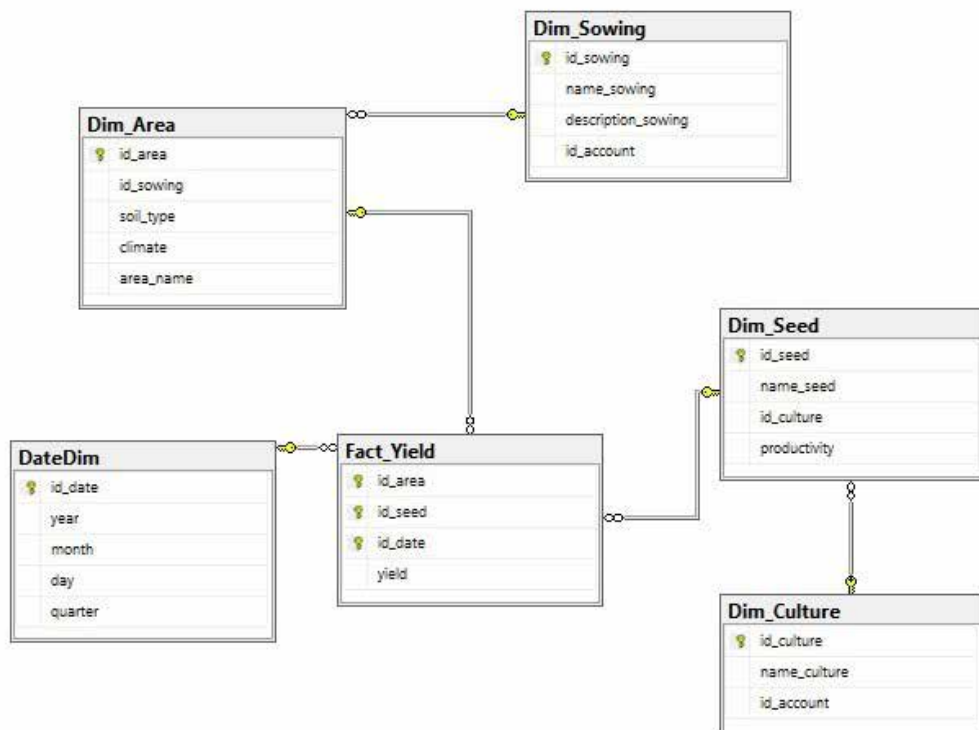 Dim_Sowing
id_sowing
name_sowing
description_sowing
id_account
Dim_Area
id_area
id_sowing
soil_type
climate
area_name
Dim_Seed
id_seed
name_seed
id_culture
productivity
DateDim
id_date
year
month
day
quarter
Fact_Yield
id_area
id_seed
id_date
yield
Dim_Culture
id_culture
name_culture
id_account